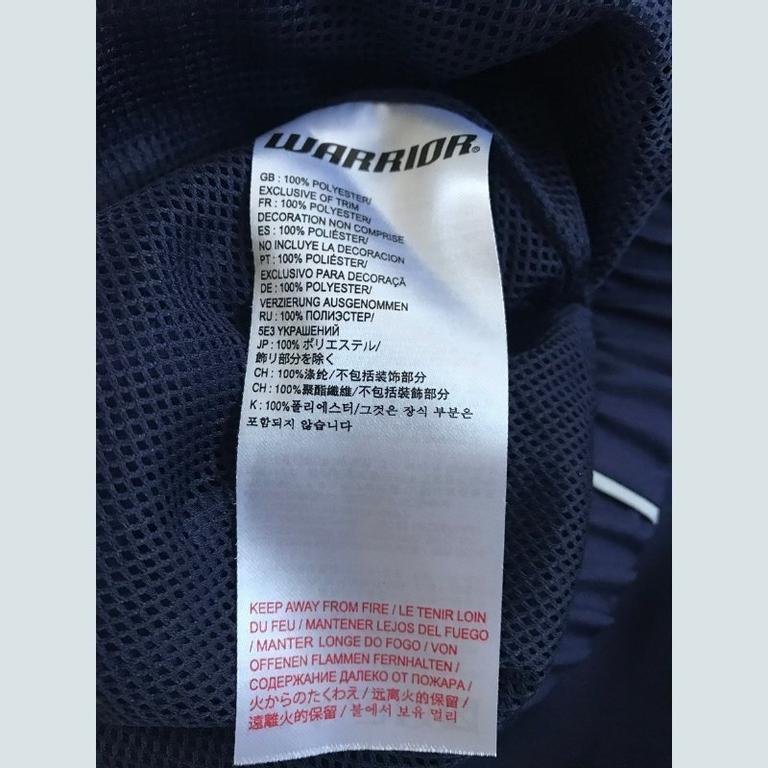 WARRIOR®
GB : 100% POLYESTER/
EXCLUSIVE OF TRIM
FR : 100% POLYESTER/
DECORATION NON COMPRISE
ES : 100% POLIÉSTER/
NO INCLUYE LA DECORACION
PT : 100% POLIÉSTER/
EXCLUSIVO PARA DECORAÇÃ
DE : 100% POLYESTER/
VERZIERUNG AUSGENOMMEN
RU : 100% ПОЛИЭСТЕР/
5E3 УКРАШЕНИЙ
JP : 100% ポリエステル/
飾り部分を除く
CH : 100%涤纶/不包括装饰部分
CH : 100%聚酯纖維/不包括裝飾部分
K : 100%폴리에스터/그것은 장식 부분은
포함되지 않습니다
KEEP AWAY FROM FIRE / LE TENIR LOIN
DU FEU / MANTENER LEJOS DEL FUEGO
/ MANTER LONGE DO FOGO / VON
OFFENEN FLAMMEN FERNHALTEN /
СОДЕРЖАНИЕ ДАЛЕКО ОТ ПОЖАРА /
火からのたくわえ / 远离火的保留 /
遠離火的保留 / 불에서 보유 멀리